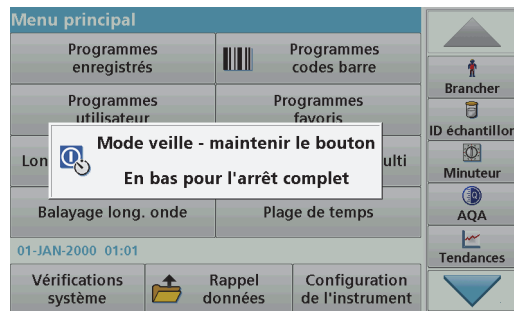 Menu principal
Programmes
enregistrés
Programmes
codes barre
Programmes
utilisateur
Programmes
favoris
Mode veille - maintenir le bouton
En bas pour l'arrêt complet
Lon
ulti
Balayage long. onde
Plage de temps
01-JAN-2000 01:01
Vérifications
système
Rappel
données
Configuration
de l'instrument
Brancher
ID échantillon
Minuteur
AQA
Tendances